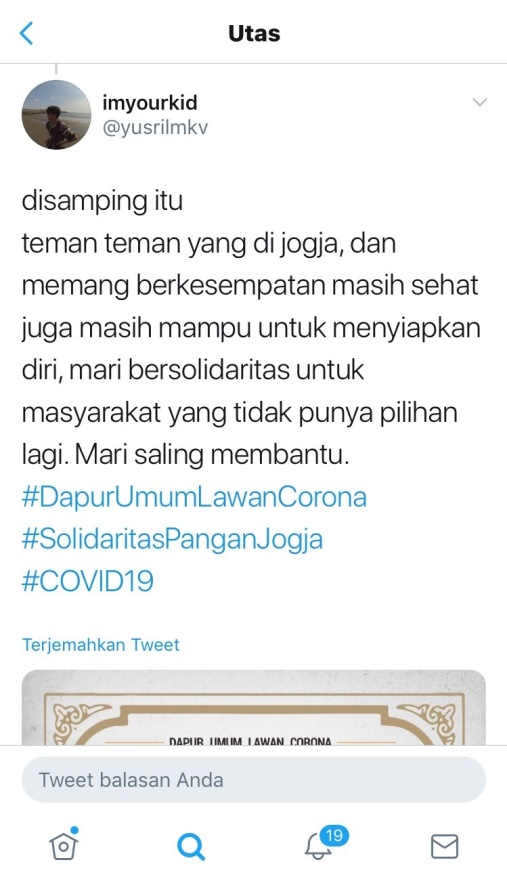 Utas
imyourkid
@yusrilmkv
disamping itu
teman teman yang di jogja, dan
memang berkesempatan masih sehat
juga masih mampu untuk menyiapkan
diri, mari bersolidaritas untuk
masyarakat yang tidak punya pilihan
lagi. Mari saling membantu.
#DapurUmumLawanCorona
#SolidaritasPanganJogja
#COVID19
Terjemahkan Tweet
DAPUR UMUM LAWAN CORONA
Tweet balasan Anda
19